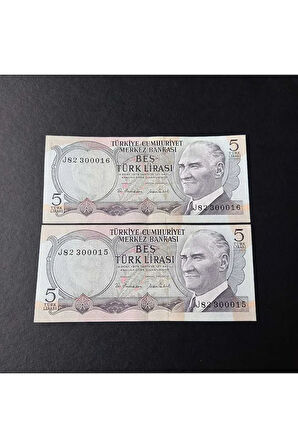 TÜRKİYE CUMHURİYET
MERKEZ BANKASI
J82 300016
BEŞ
TÜRK LİRASI
5
TÜRK LİRASI
5
TÜRK LİRASI
J82 300016
TÜRKİYE CUMHURİYET
MERKEZ BANKASI
J82 300015
BEŞ
TÜRK LİRASI
5
TÜRK LİRASI
5
TÜRK LİRASI
J82 300015